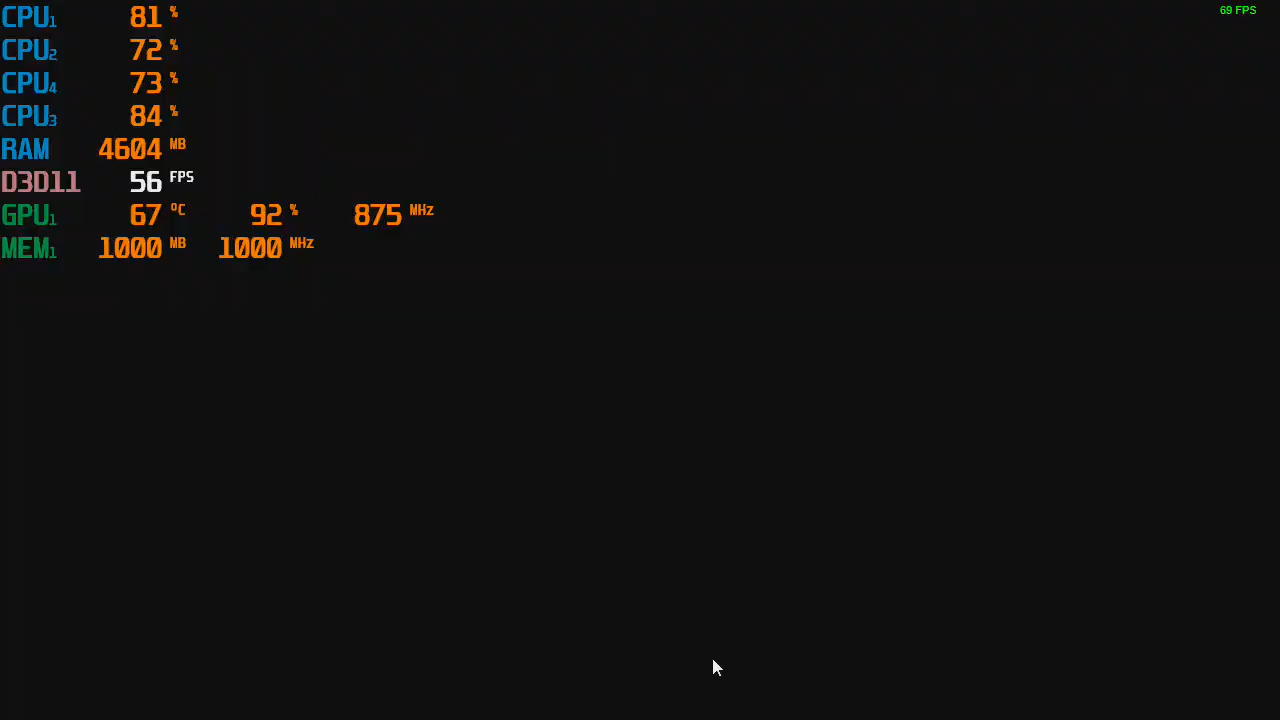 CPU1 81 %
69 FPS
CPU2 72 %
CPU4 73 %
CPU3 84 %
RAM 4604 MB
D3D11 56 FPS
GPU1 67 °C 92 % 875 MHz
MEM1 1000 MB 1000 MHz